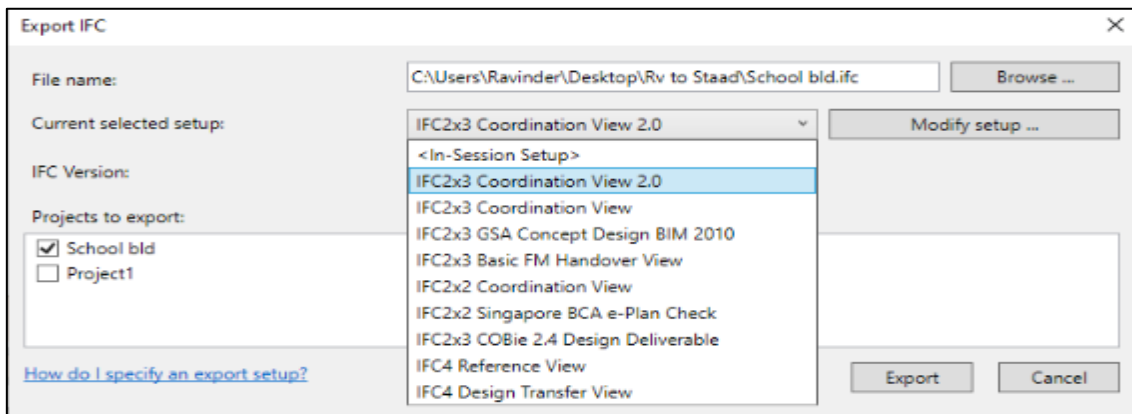 Export IFC
File name:
C:\Users\Ravinder\Desktop\Rv to Staad\School bld.ifc
Browse ...
Current selected setup:
IFC2x3 Coordination View 2.0
Modify setup ...
<In-Session Setup>
IFC2x3 Coordination View 2.0
IFC2x3 Coordination View
IFC2x3 GSA Concept Design BIM 2010
IFC2x3 Basic FM Handover View
IFC2x2 Coordination View
IFC2x2 Singapore BCA e-Plan Check
IFC2x3 COBie 2.4 Design Deliverable
IFC4 Reference View
IFC4 Design Transfer View
IFC Version:
Projects to export:
School bld
Project1
How do I specify an export setup?
Export
Cancel